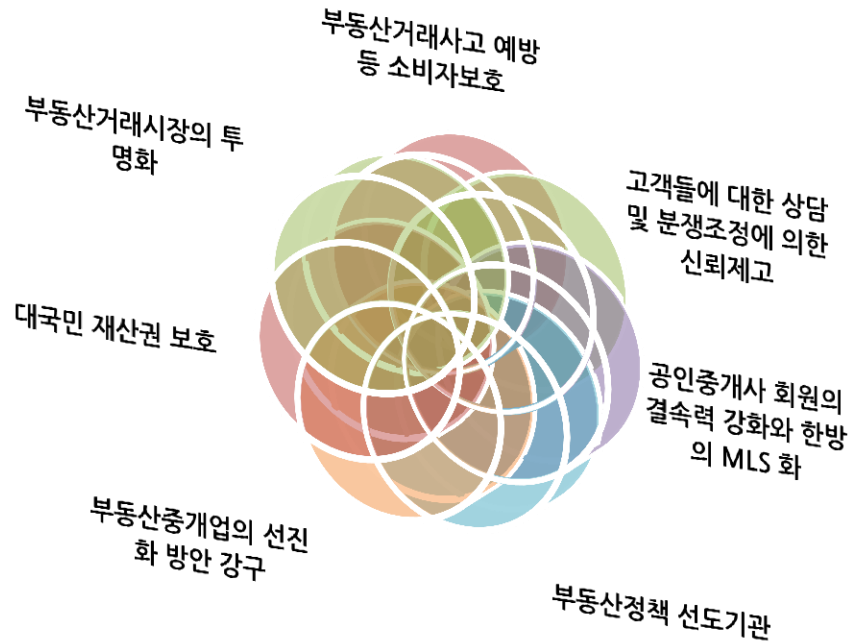 부동산거래사고 예방
등 소비자보호
고객들에 대한 상담
및 분쟁조정에 의한
신뢰제고
공인중개사 회원의
결속력 강화와 한방
의 MLS 화
부동산정책 선도기관
부동산중개업의 선진
화 방안 강구
대국민 재산권 보호
부동산거래시장의 투
명화